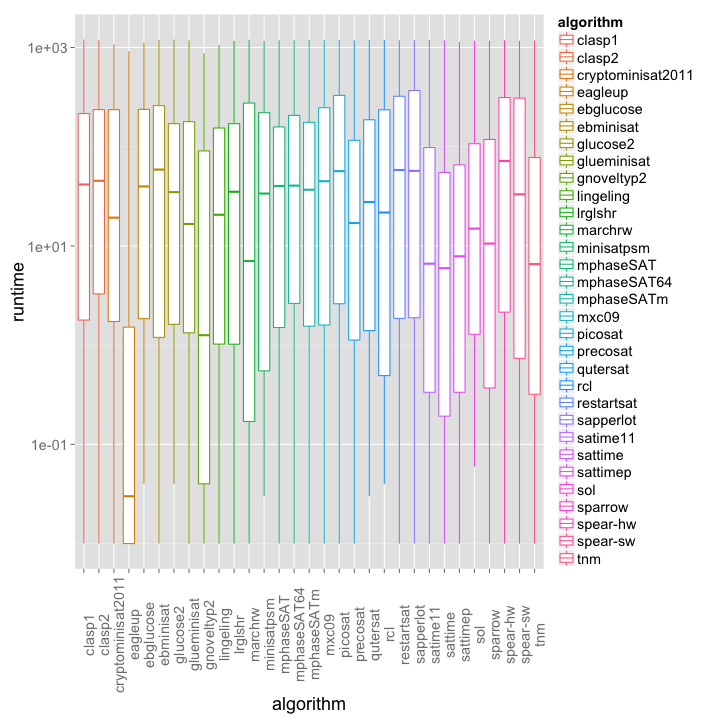 1e+03
1e+01
1e-01
runtime
clasp1
clasp2
cryptominisat2011
eagleup
ebglucose
ebminisat
glucose2
glueminisat
gnoveltyp2
lingeling
lrglshr
marchrw
minisatpsm
mphaseSAT
mphaseSAT64
mphaseSATm
mxc09
picosat
precosat
qutersat
rcl
restartsat
sapperlot
satime11
sattime
sattimep
sol
sparrow
spear-hw
spear-sw
tnm
algorithm
algorithm
clasp1
clasp2
cryptominisat2011
eagleup
ebglucose
ebminisat
glucose2
glueminisat
gnoveltyp2
lingeling
lrglshr
marchrw
minisatpsm
mphaseSAT
mphaseSAT64
mphaseSATm
mxc09
picosat
precosat
qutersat
rcl
restartsat
sapperlot
satime11
sattime
sattimep
sol
sparrow
spear-hw
spear-sw
tnm